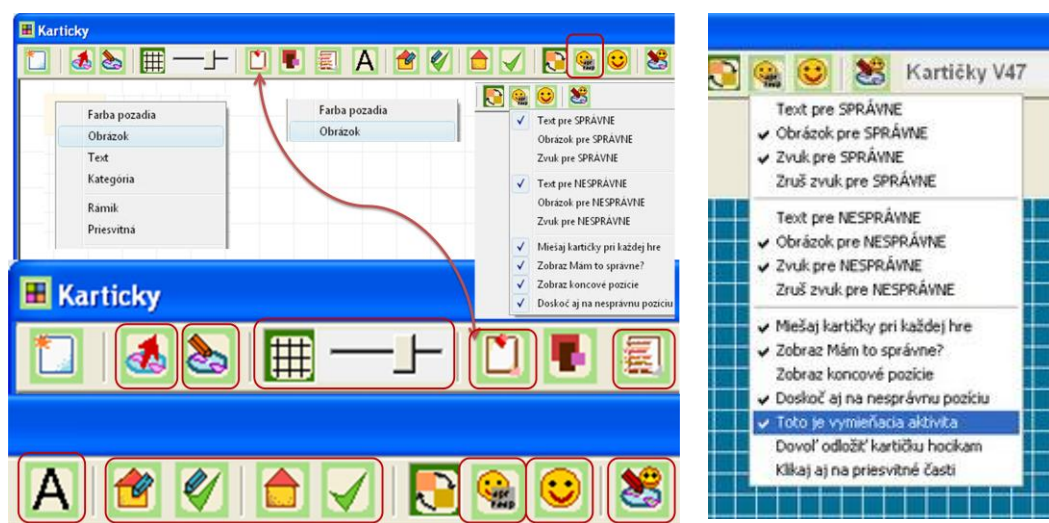 Karticky
A
Farba pozadia
Obrázok
Text
Kategória
Rámik
Priesvitná
Farba pozadia
Obrázok
Text pre SPRÁVNE
Obrázok pre SPRÁVNE
Zvuk pre SPRÁVNE
Text pre NESPRÁVNE
Obrázok pre NESPRÁVNE
Zvuk pre NESPRÁVNE
Miešaj kartičky pri každej hre
Zobraz Mám to správne?
Zobraz koncové pozície
Doskoč aj na nesprávnu pozíciu
Karticky
A
Kartičky V47
Text pre SPRÁVNE
Obrázok pre SPRÁVNE
Zvuk pre SPRÁVNE
Zruš zvuk pre SPRÁVNE
Text pre NESPRÁVNE
Obrázok pre NESPRÁVNE
Zvuk pre NESPRÁVNE
Zruš zvuk pre NESPRÁVNE
Miešaj kartičky pri každej hre
Zobraz Mám to správne?
Zobraz koncové pozície
Doskoč aj na nesprávnu pozíciu
Toto je vymieňacia aktivita
Dovoľ odložiť kartičku hocikam
Klikaj aj na priesvitné časti